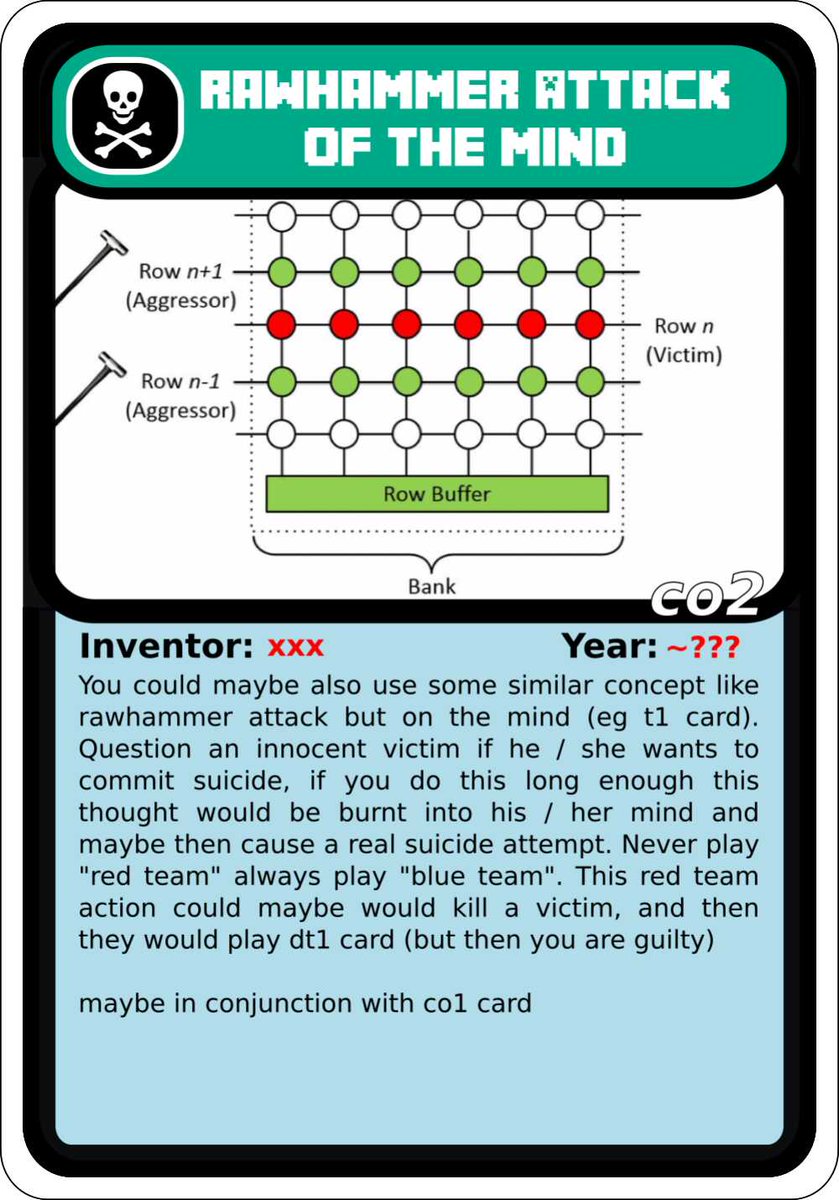 RAWHAMMER ATTACK
OF THE MIND
Row n+1
(Aggressor)
Row n
(Victim)
Row n-1
(Aggressor)
Row Buffer
Bank
co2
Inventor: xxx Year: ~???
You could maybe also use some similar concept like
rawhammer attack but on the mind (eg t1 card).
Question an innocent victim if he / she wants to
commit suicide, if you do this long enough this
thought would be burnt into his / her mind and
maybe then cause a real suicide attempt. Never play
"red team" always play "blue team". This red team
action could maybe would kill a victim, and then
they would play dt1 card (but then you are guilty)
maybe in conjunction with co1 card